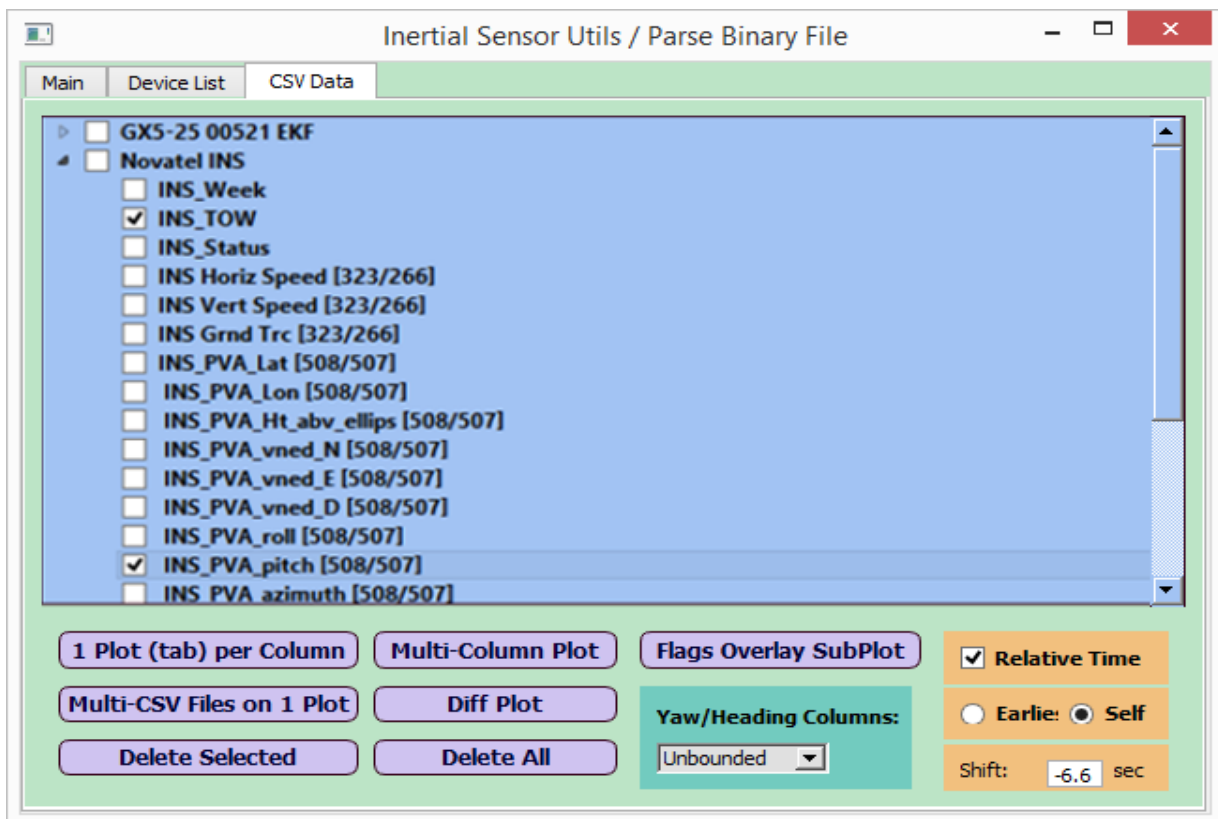 Inertial Sensor Utils / Parse Binary File
Main Device List CSV Data
GX5-25 00521 EKF
Novatel INS
INS_Week
INS_TOW
INS_Status
INS Horiz Speed [323/266]
INS Vert Speed [323/266]
INS Grnd Trc [323/266]
INS_PVA_Lat [508/507]
INS_PVA_Lon [508/507]
INS_PVA_Ht_abv_ellips [508/507]
INS_PVA_vned_N [508/507]
INS_PVA_vned_E [508/507]
INS_PVA_vned_D [508/507]
INS_PVA_roll [508/507]
INS_PVA_pitch [508/507]
INS_PVA_azimuth [508/507]
1 Plot (tab) per Column Multi-Column Plot Flags Overlay SubPlot Relative Time
Multi-CSV Files on 1 Plot Diff Plot Yaw/Heading Columns: Earlie: Self
Delete Selected Delete All Unbounded Shift: -6.6 sec